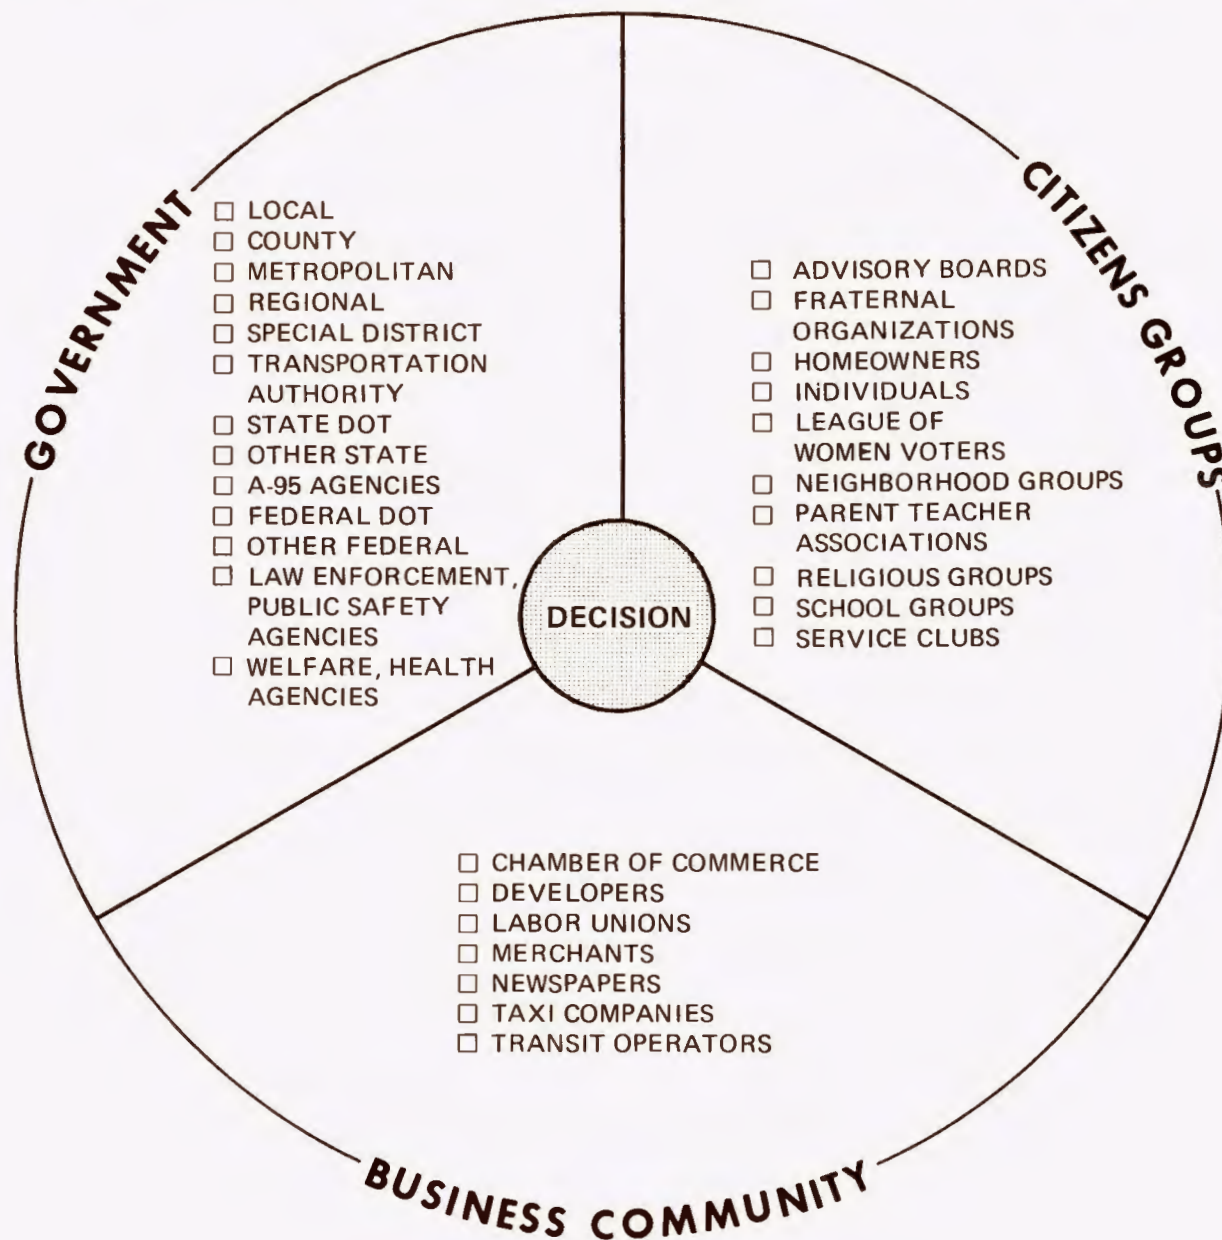 GOVERNMENT
□ LOCAL
□ COUNTY
□ METROPOLITAN
□ REGIONAL
□ SPECIAL DISTRICT
□ TRANSPORTATION
AUTHORITY
□ STATE DOT
□ OTHER STATE
□ A-95 AGENCIES
□ FEDERAL DOT
□ OTHER FEDERAL
□ LAW ENFORCEMENT,
PUBLIC SAFETY
AGENCIES
□ WELFARE, HEALTH
AGENCIES
CITIZENS GROUPS
□ ADVISORY BOARDS
□ FRATERNAL
ORGANIZATIONS
□ HOMEOWNERS
□ INDIVIDUALS
□ LEAGUE OF
WOMEN VOTERS
□ NEIGHBORHOOD GROUPS
□ PARENT TEACHER
ASSOCIATIONS
□ RELIGIOUS GROUPS
□ SCHOOL GROUPS
□ SERVICE CLUBS
DECISION
□ CHAMBER OF COMMERCE
□ DEVELOPERS
□ LABOR UNIONS
□ MERCHANTS
□ NEWSPAPERS
□ TAXI COMPANIES
□ TRANSIT OPERATORS
BUSINESS COMMUNITY